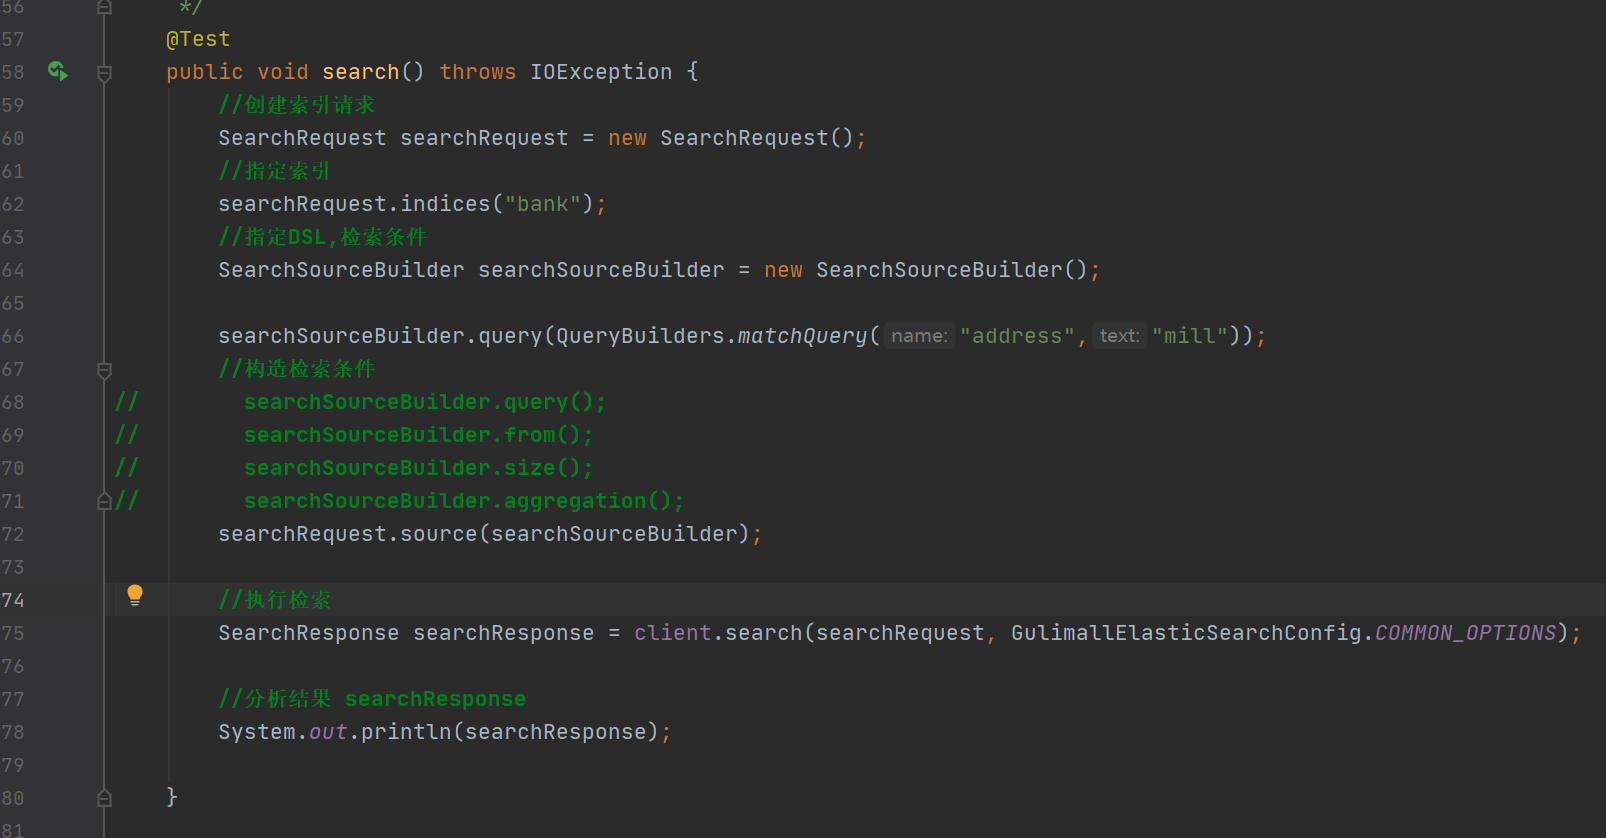 56 */
57 @Test
58 public void search() throws IOException {
59 //创建索引请求
60 SearchRequest searchRequest = new SearchRequest();
61 //指定索引
62 searchRequest.indices("bank");
63 //指定DSL,检索条件
64 SearchSourceBuilder searchSourceBuilder = new SearchSourceBuilder();
65
66 searchSourceBuilder.query(QueryBuilders.matchQuery( name: "address", text: "mill"));
67 //构造检索条件
68 // searchSourceBuilder.query();
69 // searchSourceBuilder.from();
70 // searchSourceBuilder.size();
71 // searchSourceBuilder.aggregation();
72 searchRequest.source(searchSourceBuilder);
73
74 //执行检索
75 SearchResponse searchResponse = client.search(searchRequest, GulimallElasticSearchConfig.COMMON_OPTIONS);
76
77 //分析结果 searchResponse
78 System.out.println(searchResponse);
79
80 }
81